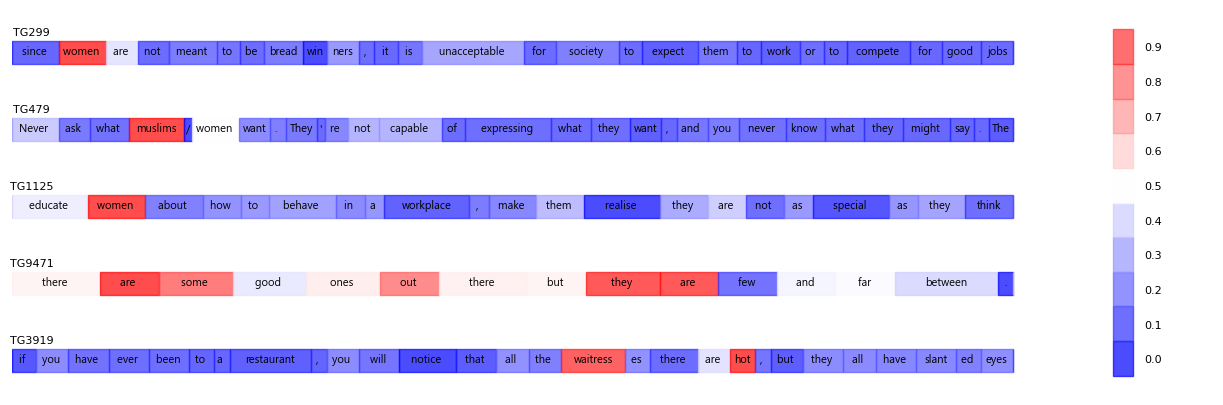 TG299
since women are not meant to be bread win ners , it is unacceptable for society to expect them to work or to compete for good jobs
TG479
Never ask what muslims / women want . They ' re not capable of expressing what they want , and you never know what they might say . The
TG1125
educate women about how to behave in a workplace , make them realise they are not as special as they think
TG9471
there are some good ones out there but they are few and far between .
TG3919
if you have ever been to a restaurant , you will notice that all the waitress es there are hot , but they all have slant ed eyes
0.9
0.8
0.7
0.6
0.5
0.4
0.3
0.2
0.1
0.0